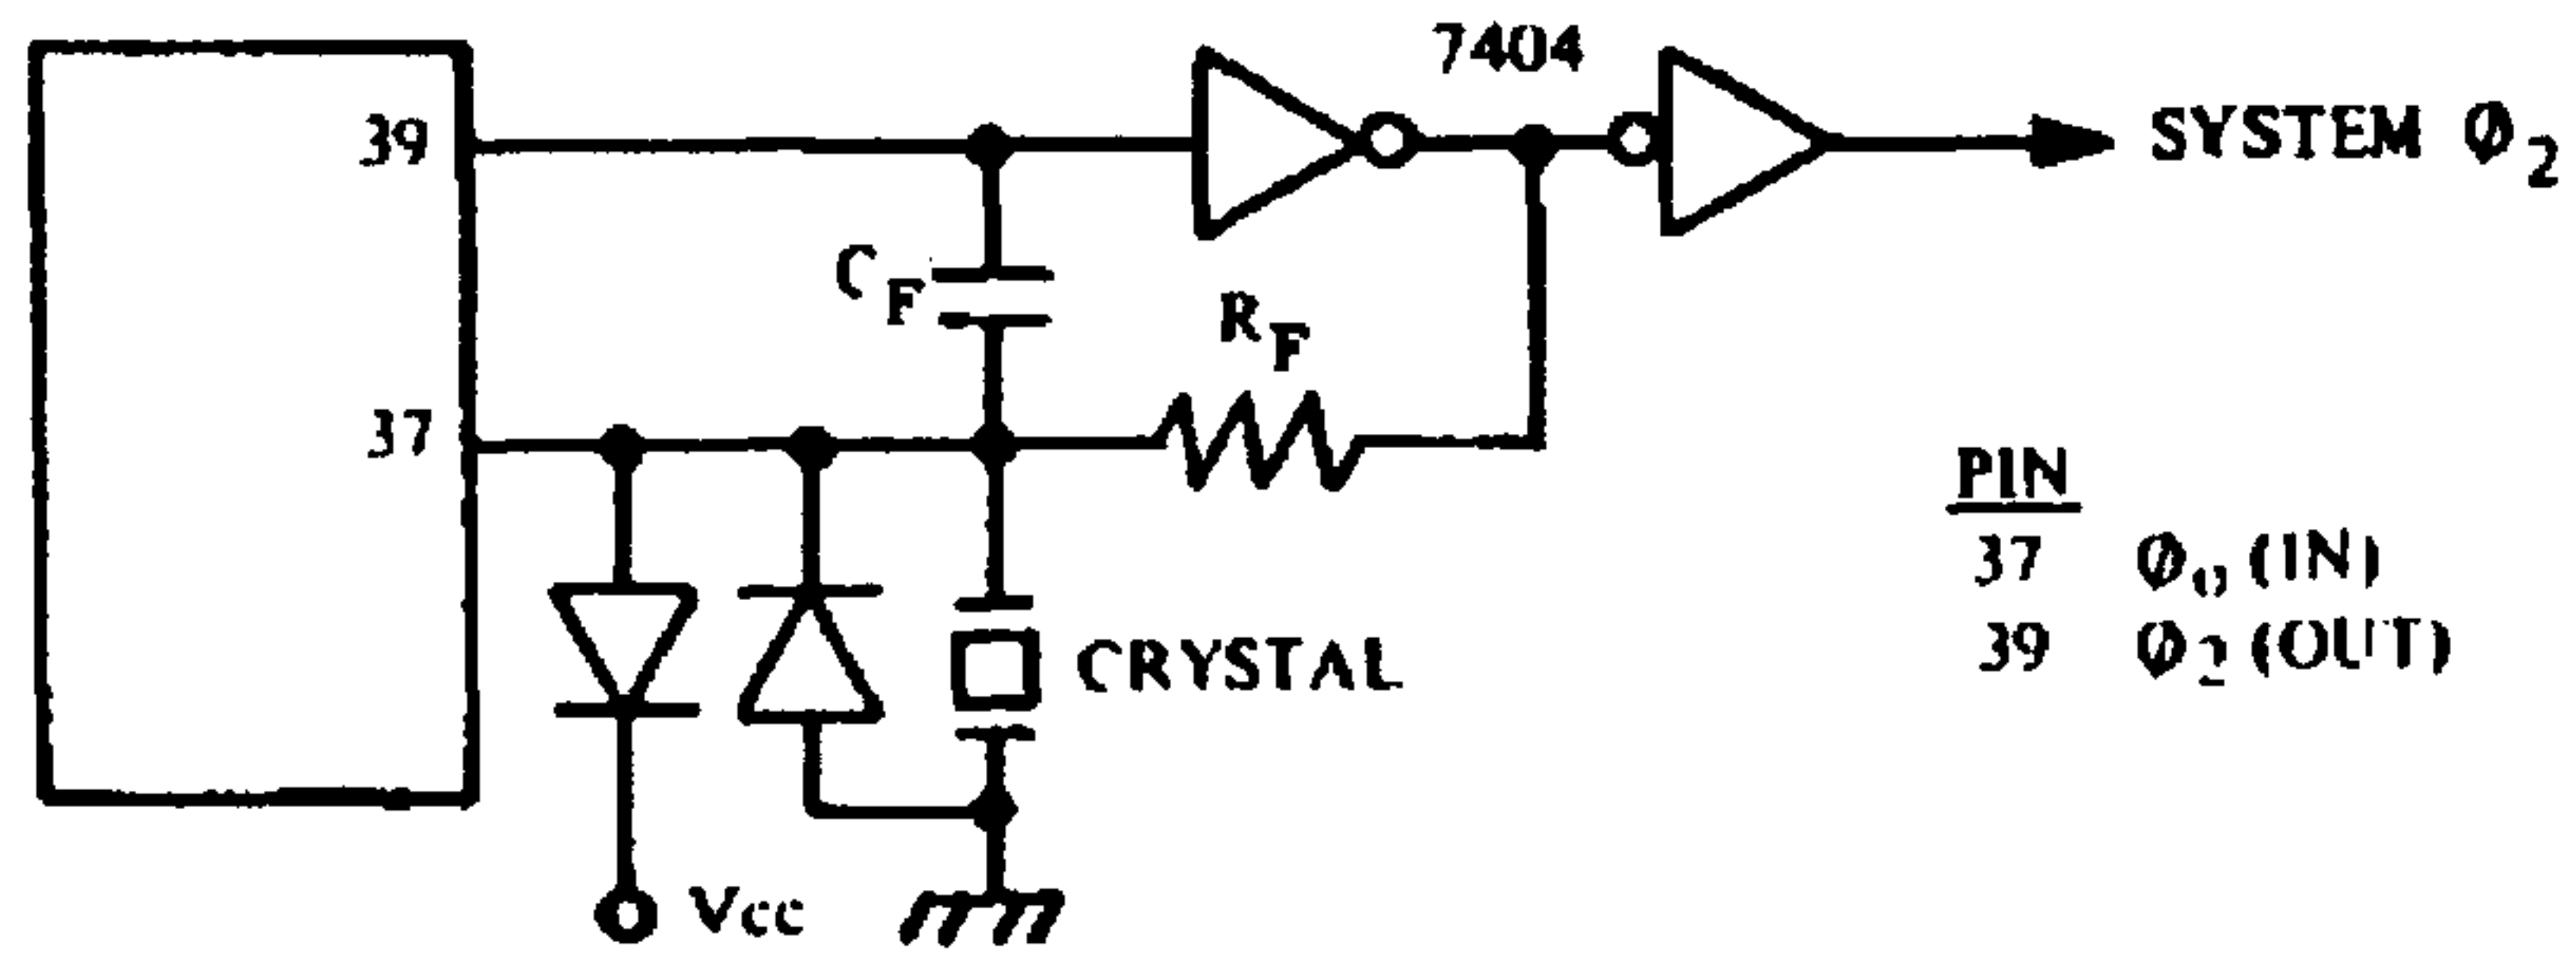 7404
39
SYSTEM Ø2
CF
RF
37
PIN
37 Ø0 (IN)
39 Ø2 (OUT)
CRYSTAL
Vcc